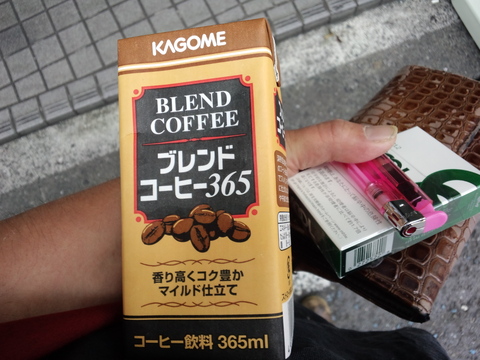 KAGOME
BLEND
COFFEE
ブレンド
コーヒー365
香り高くコク豊か
マイルド仕立て
コーヒー飲料 365ml